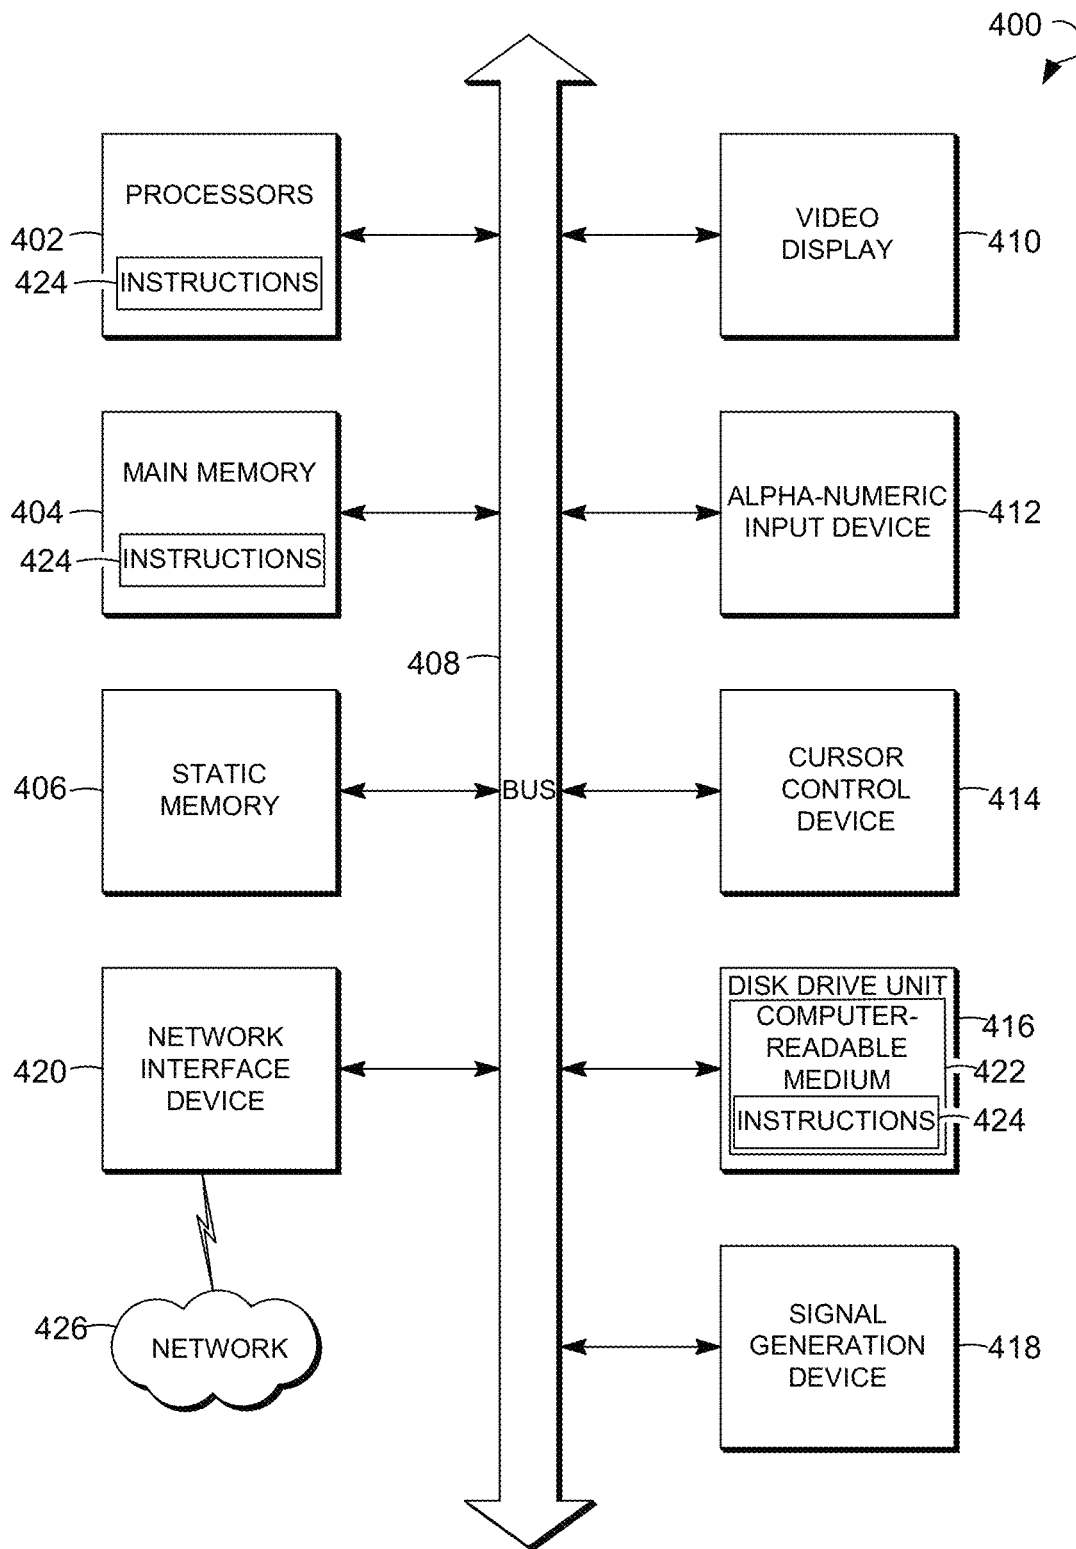 400
PROCESSORS
402
424
INSTRUCTIONS
VIDEO
DISPLAY
410
MAIN MEMORY
404
424
INSTRUCTIONS
ALPHA-NUMERIC
INPUT DEVICE
412
408
STATIC
MEMORY
406
BUS
CURSOR
CONTROL
DEVICE
414
NETWORK
INTERFACE
DEVICE
420
DISK DRIVE UNIT
COMPUTER-
READABLE
MEDIUM
INSTRUCTIONS
416
422
424
426
NETWORK
SIGNAL
GENERATION
DEVICE
418